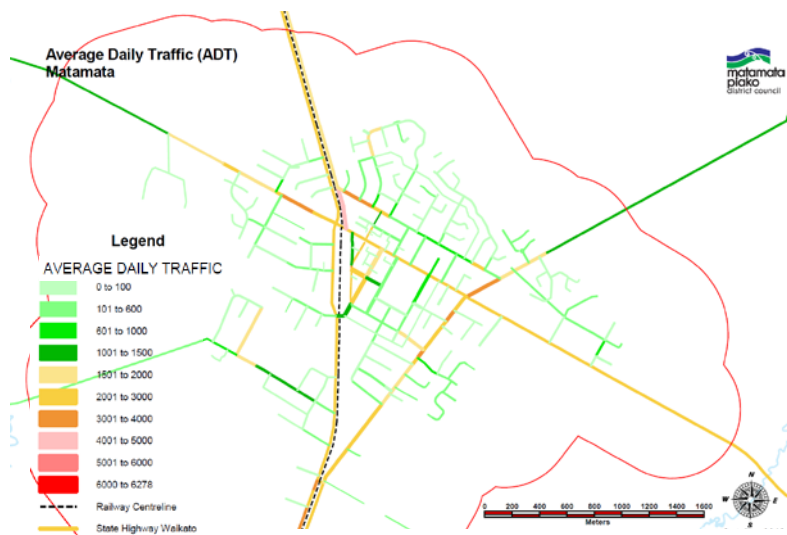 Average Daily Traffic (ADT)
Matamata
matamata
piako
district council
Legend
AVERAGE DAILY TRAFFIC
0 to 100
101 to 600
601 to 1000
1001 to 1500
1501 to 2000
2001 to 3000
3001 to 4000
4001 to 5000
5001 to 6000
6000 to 6278
Railway Centreline
State Highway Waikato
N
W E
S
0 200 400 600 800 1000 1200 1400 1600
Meters